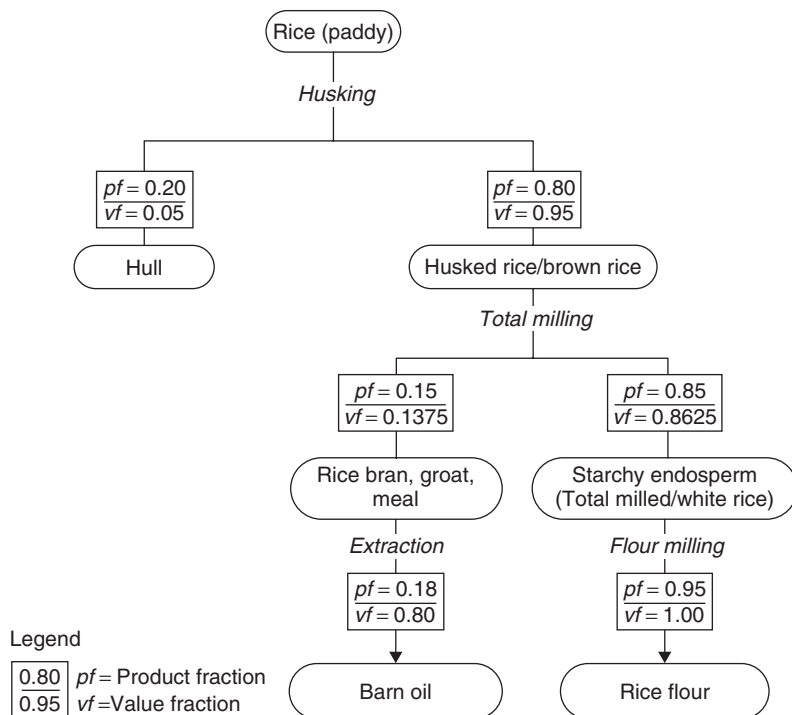 Rice (paddy)
Husking
pf = 0.20
vf = 0.05
pf = 0.80
vf = 0.95
Hull
Husked rice/brown rice
Total milling
pf = 0.15
vf = 0.1375
pf = 0.85
vf = 0.8625
Rice bran, groat,
meal
Starchy endosperm
(Total milled/white rice)
Extraction
Flour milling
pf = 0.18
vf = 0.80
pf = 0.95
vf = 1.00
Barn oil
Rice flour
Legend
0.80 pf = Product fraction
0.95 vf =Value fraction